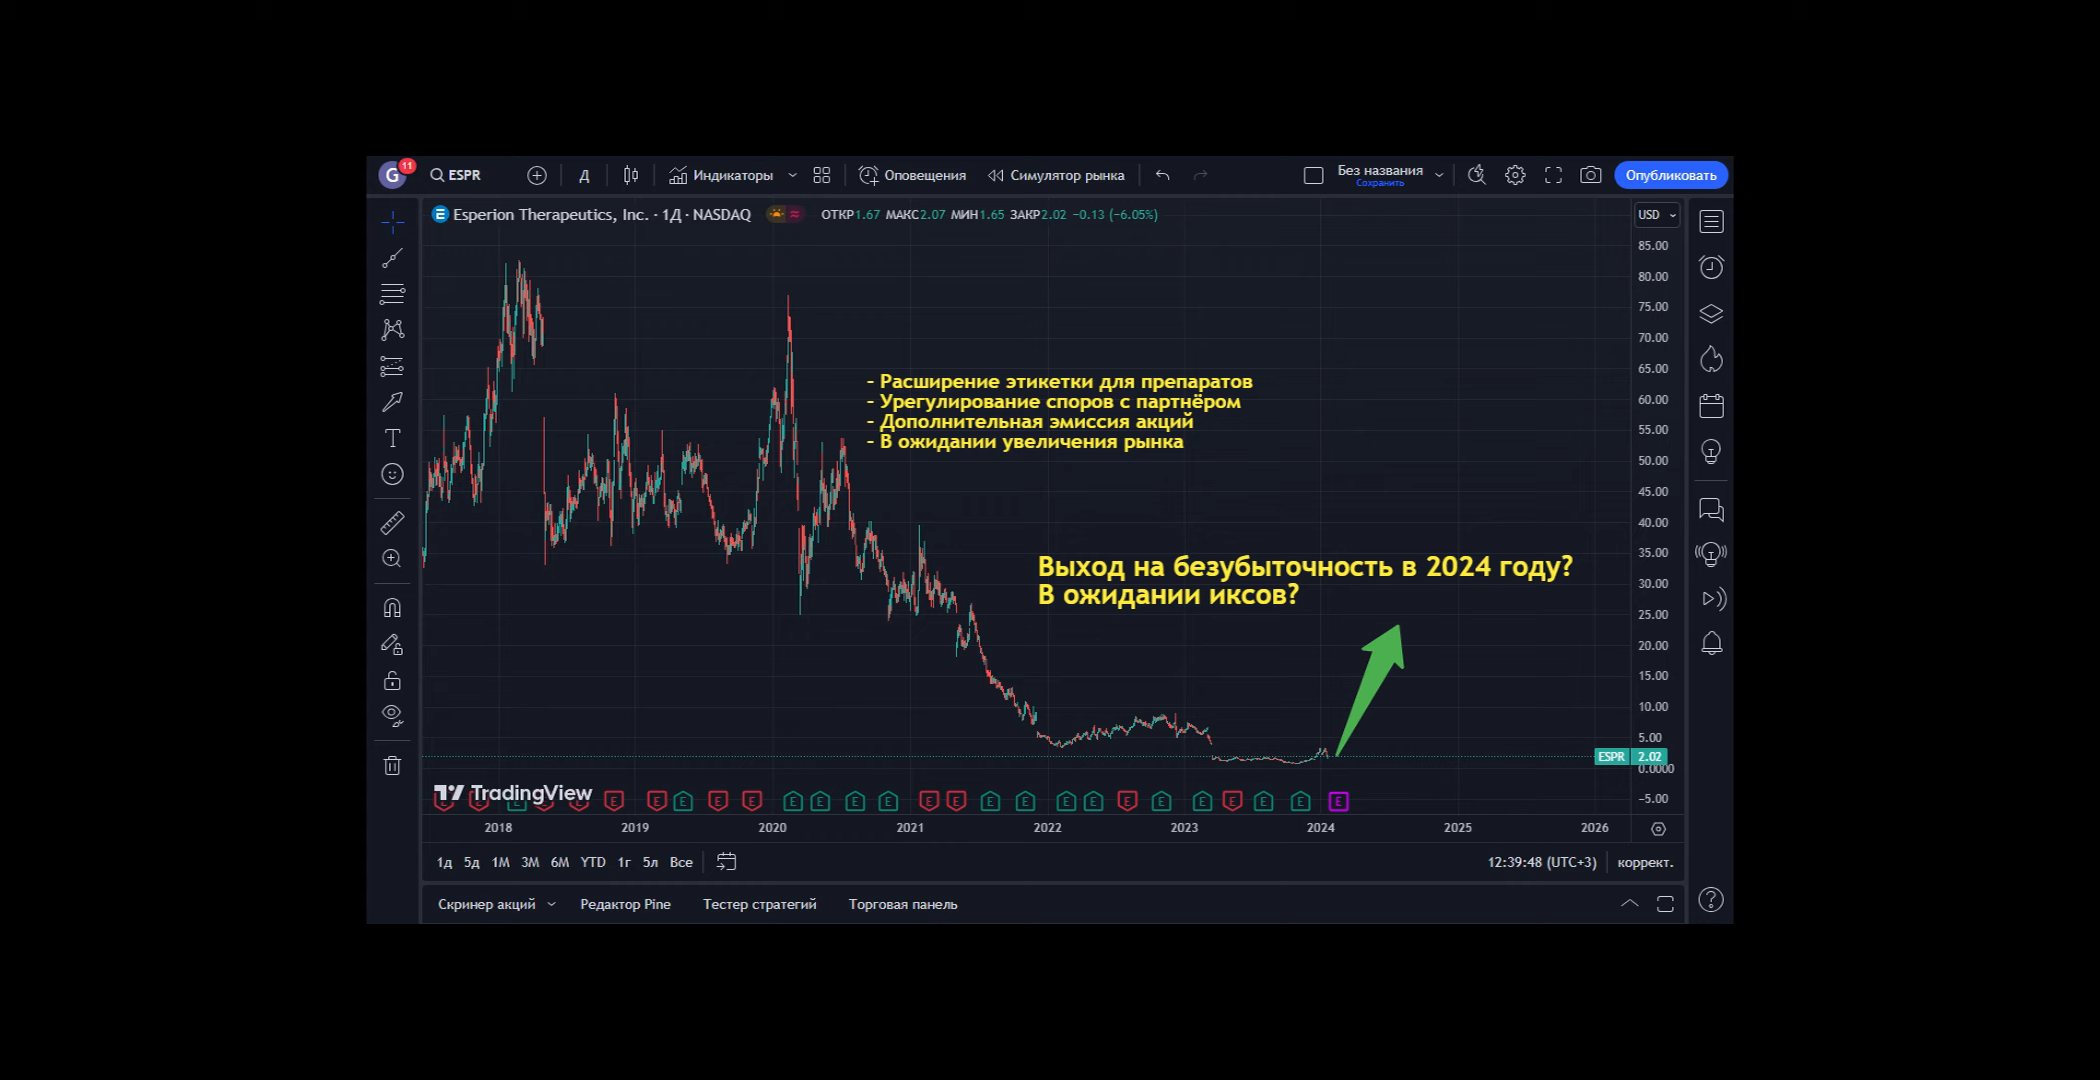 G 11 ESPR Д Индикаторы Оповещения Симулятор рынка Без названия Опубликовать
Сохранить
Esperion Therapeutics, Inc. · 1Д · NASDAQ ОТКР1.67 МАКС2.07 МИН1.65 ЗАКР2.02 −0.13 (−6.05%) USD
85.00
80.00
75.00
70.00
65.00
- Расширение этикетки для препаратов
- Урегулирование споров с партнёром
- Дополнительная эмиссия акций
- В ожидании увеличения рынка
60.00
55.00
50.00
45.00
40.00
35.00
Выход на безубыточность в 2024 году?
В ожидании иксов?
30.00
25.00
20.00
15.00
10.00
5.00
ESPR 2.02
0.0000
−5.00
TradingView
E E E E E E E E E E E E E E E E E E E E E E E E E E E
2018 2019 2020 2021 2022 2023 2024 2025 2026
1д 5д 1М 3М 6М YTD 1г 5л Все 12:39:48 (UTC+3) коррект.
Скринер акций Редактор Pine Тестер стратегий Торговая панель